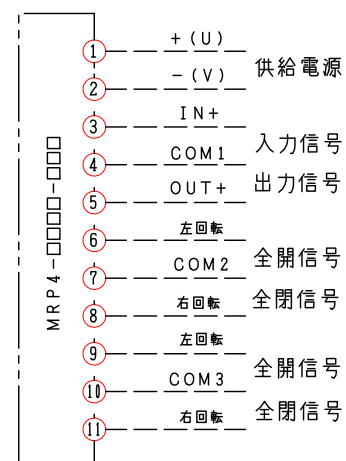 ① +(U)
供給電源
② -(V)
③ IN+
入力信号
④ COM1
出力信号
⑤ OUT+
⑥ 左回転
全開信号
⑦ COM2
全閉信号
⑧ 右回転
⑨ 左回転
全開信号
⑩ COM3
全閉信号
⑪ 右回転
MRP4-□□□-□□